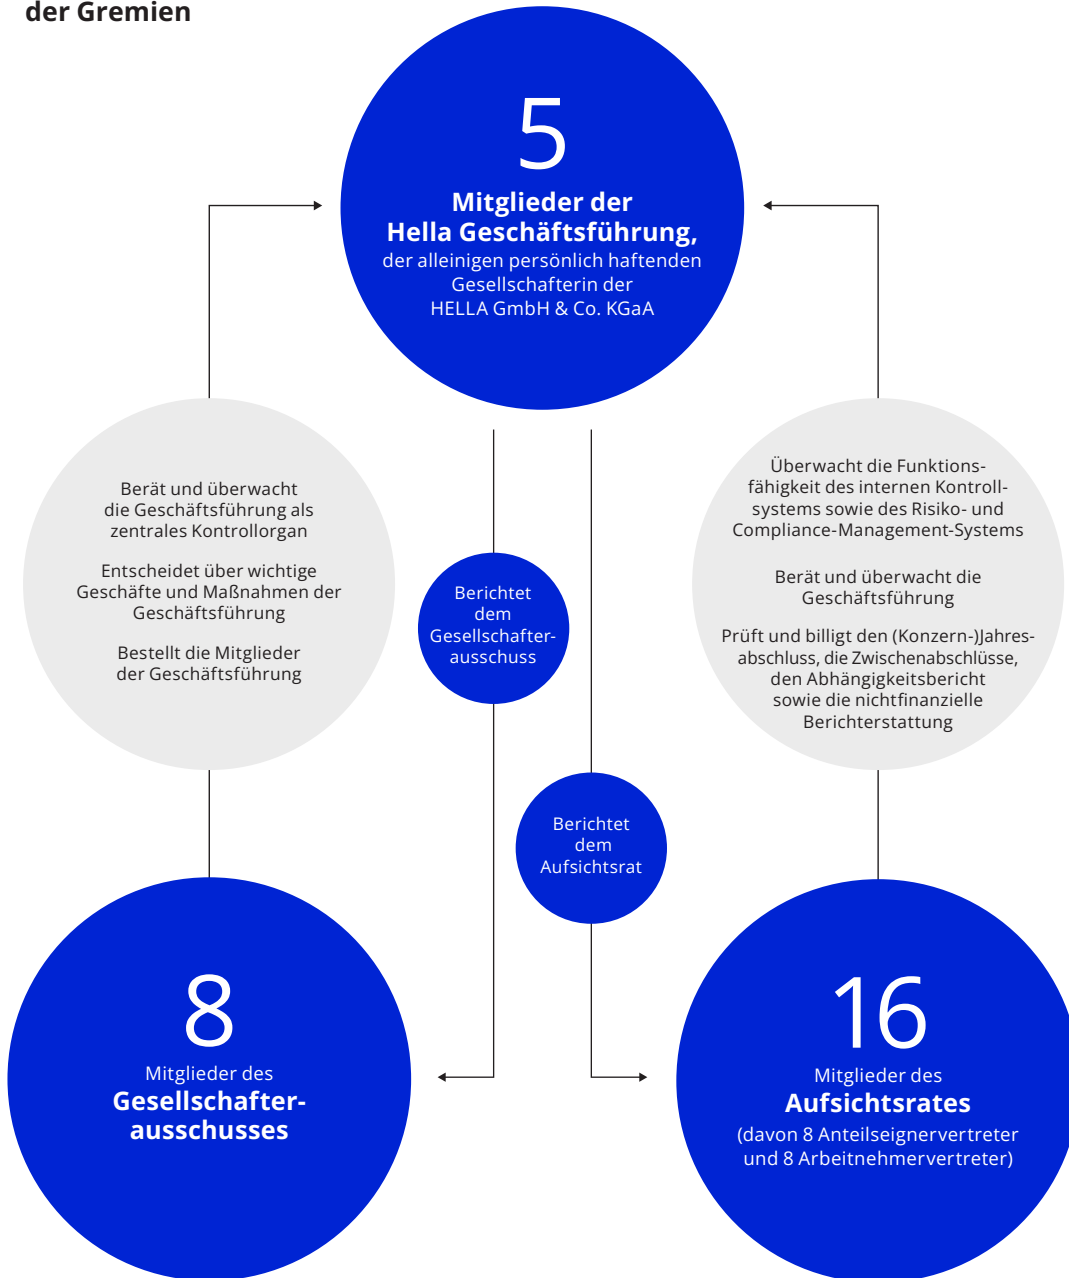 der Gremien
5
Mitglieder der
Hella Geschäftsführung,
der alleinigen persönlich haftenden
Gesellschafterin der
HELLA GmbH & Co. KGaA
Berät und überwacht
die Geschäftsführung als
zentrales Kontrollorgan
Entscheidet über wichtige
Geschäfte und Maßnahmen der
Geschäftsführung
Bestellt die Mitglieder
der Geschäftsführung
Berichtet
dem
Gesellschafter-
ausschuss
Überwacht die Funktions-
fähigkeit des internen Kontroll-
systems sowie des Risiko- und
Compliance-Management-Systems
Berät und überwacht die
Geschäftsführung
Prüft und billigt den (Konzern-)Jahres-
abschluss, die Zwischenabschlüsse,
den Abhängigkeitsbericht
sowie die nichtfinanzielle
Berichterstattung
Berichtet
dem
Aufsichtsrat
8
Mitglieder des
Gesellschafter-
ausschusses
16
Mitglieder des
Aufsichtsrates
(davon 8 Anteilseignervertreter
und 8 Arbeitnehmervertreter)